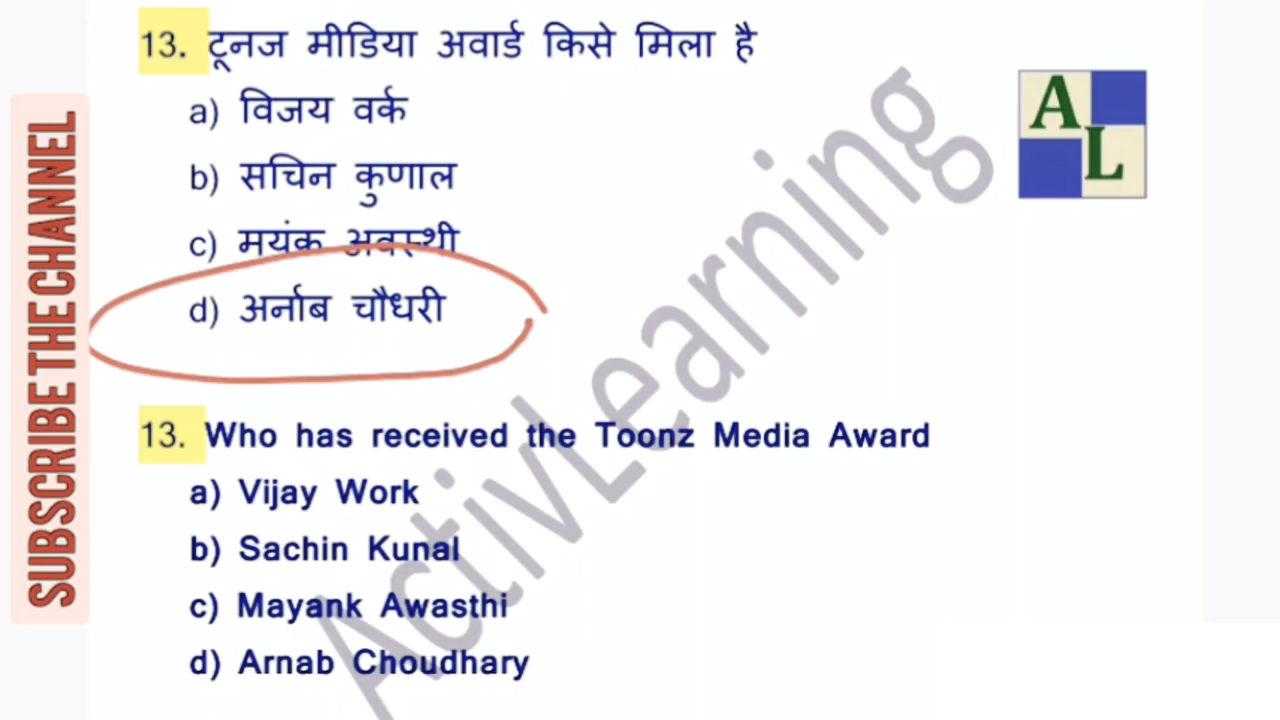 13. टूनज मीडिया अवार्ड किसे मिला है
a) विजय वर्क
b) सचिन कुणाल
c) मयंक अवस्थी
d) अर्नाब चौधरी
13. Who has received the Toonz Media Award
a) Vijay Work
b) Sachin Kunal
c) Mayank Awasthi
d) Arnab Choudhary
SUBSCRIBE THE CHANNEL
AL
ActivLearning